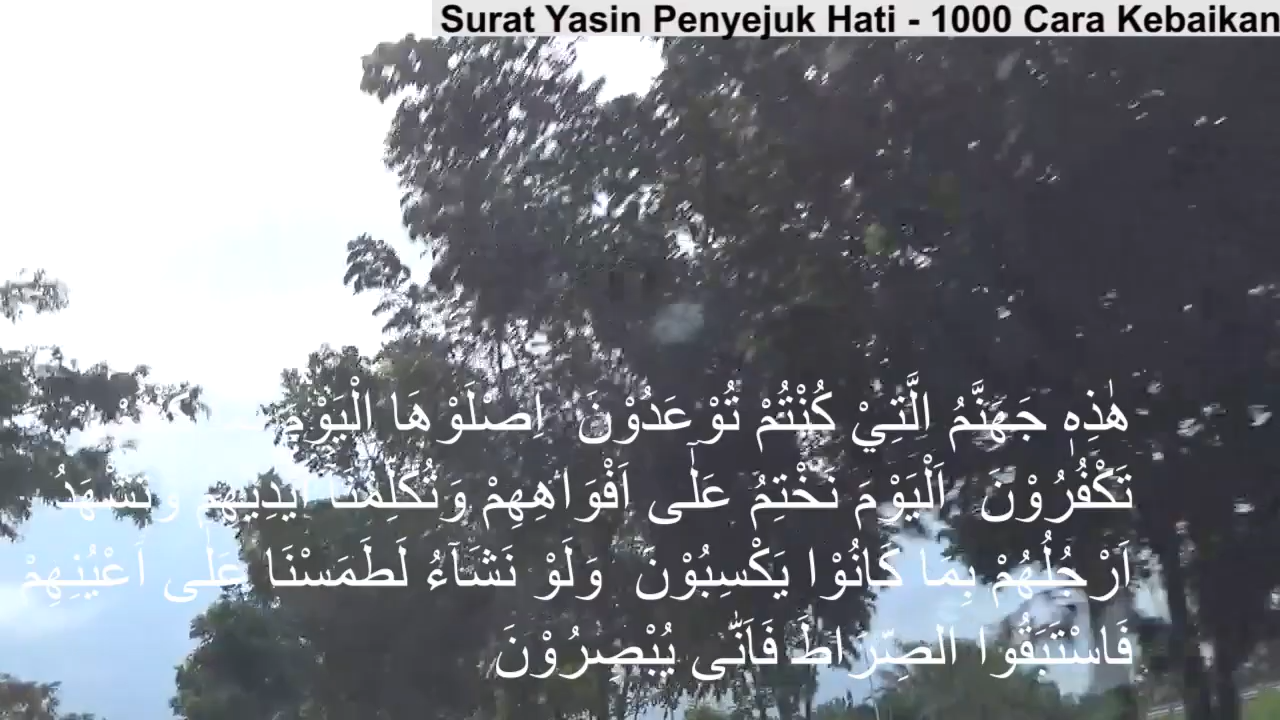 Surat Yasin Penyejuk Hati - 1000 Cara Kebaikan
هٰذِهٖ جَهَنَّمُ الَّتِيْ كُنْتُمْ تُوْعَدُوْنَ اِصْلَوْهَا الْيَوْمَ
تَكْفُرُوْنَ اَلْيَوْمَ نَخْتِمُ عَلٰٓى اَفْوَاهِهِمْ وَتُكَلِّمُنَآ اَيْدِيْهِمْ وَتَشْهَدُ
اَرْجُلُهُمْ بِمَا كَانُوْا يَكْسِبُوْنَ وَلَوْ نَشَاۤءُ لَطَمَسْنَا عَلٰٓى اَعْيُنِهِمْ
فَاسْتَبَقُوا الصِّرَاطَ فَاَنّٰى يُبْصِرُوْنَ